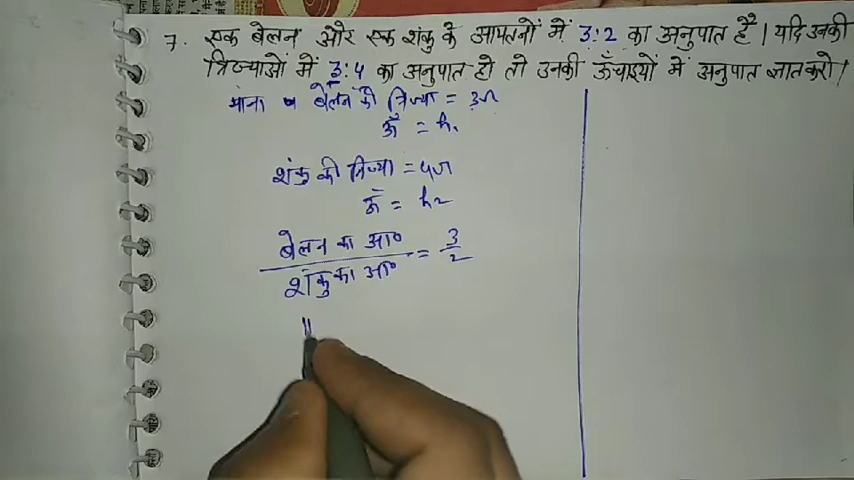 7. एक बेलन और एक शंकु के आयतनों में 3:2 का अनुपात है। यदि उनकी
त्रिज्याओं में 3:4 का अनुपात हो तो उनकी ऊँचाइयों में अनुपात ज्ञात करो।
माना बेलन की त्रिज्या = 3r
ऊँ = h₁
शंकु की त्रिज्या = 4r
ऊँ = h₂
बेलन का आ०
शंकु का आ० = 3/2